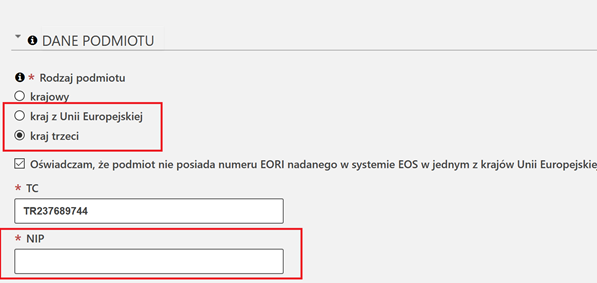 DANE PODMIOTU
* Rodzaj podmiotu
krajowy
kraj z Unii Europejskiej
kraj trzeci
Oświadczam, że podmiot nie posiada numeru EORI nadanego w systemie EOS w jednym z krajów Unii Europejskie
* TC
TR237689744
* NIP